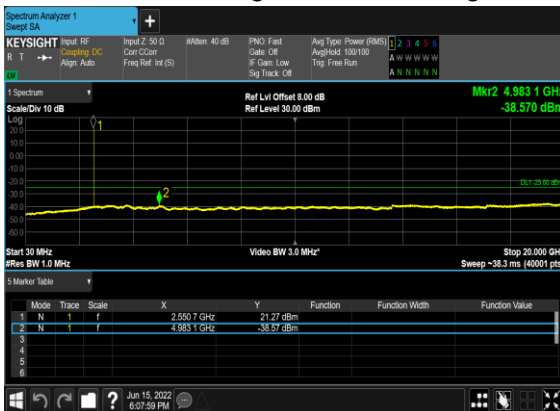 Spectrum Analyzer 1
Swept SA
KEYSIGHT Input: RF Input Z: 50 Ω #Atten: 40 dB PNO: Fast Avg Type: Power (RMS) 1 2 3 4 5 6
R T Coupling: DC Corr CCorr Gate: Off Avg|Hold: 100/100 A W W W W W
Align: Auto Freq Ref: Int (S) IF Gain: Low Trig: Free Run
Sig Track: Off A N N N N N
LV
1 Spectrum Ref Lvl Offset 8.00 dB Mkr2 4.983 1 GHz
Scale/Div 10 dB Ref Level 30.00 dBm -38.570 dBm
Log
20.0 1
10.0
0.00
-10.0
-20.0 DL1 -25.00 dBm
-30.0 2
-40.0
-50.0
-60.0
Start 30 MHz Video BW 3.0 MHz* Stop 20.000 GHz
#Res BW 1.0 MHz Sweep ~38.3 ms (40001 pts)
5 Marker Table
Mode Trace Scale X Y Function Function Width Function Value
1 N 1 f 2.550 7 GHz 21.27 dBm
2 N 1 f 4.983 1 GHz -38.57 dBm
3
4
5
6
? Jun 15, 2022
6:07:59 PM